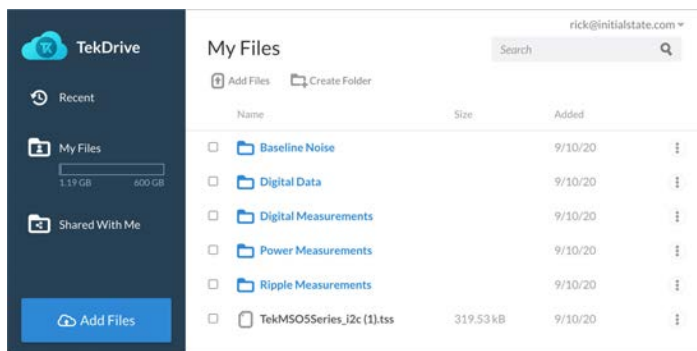 rick@initialstate.com
TK TekDrive
My Files
Search
Add Files Create Folder
Recent
Name Size Added
My Files
1.19 GB 600 GB
Baseline Noise 9/10/20
Digital Data 9/10/20
Shared With Me
Digital Measurements 9/10/20
Power Measurements 9/10/20
Ripple Measurements 9/10/20
Add Files
TekMSO5Series_i2c (1).tss 319.53 kB 9/10/20